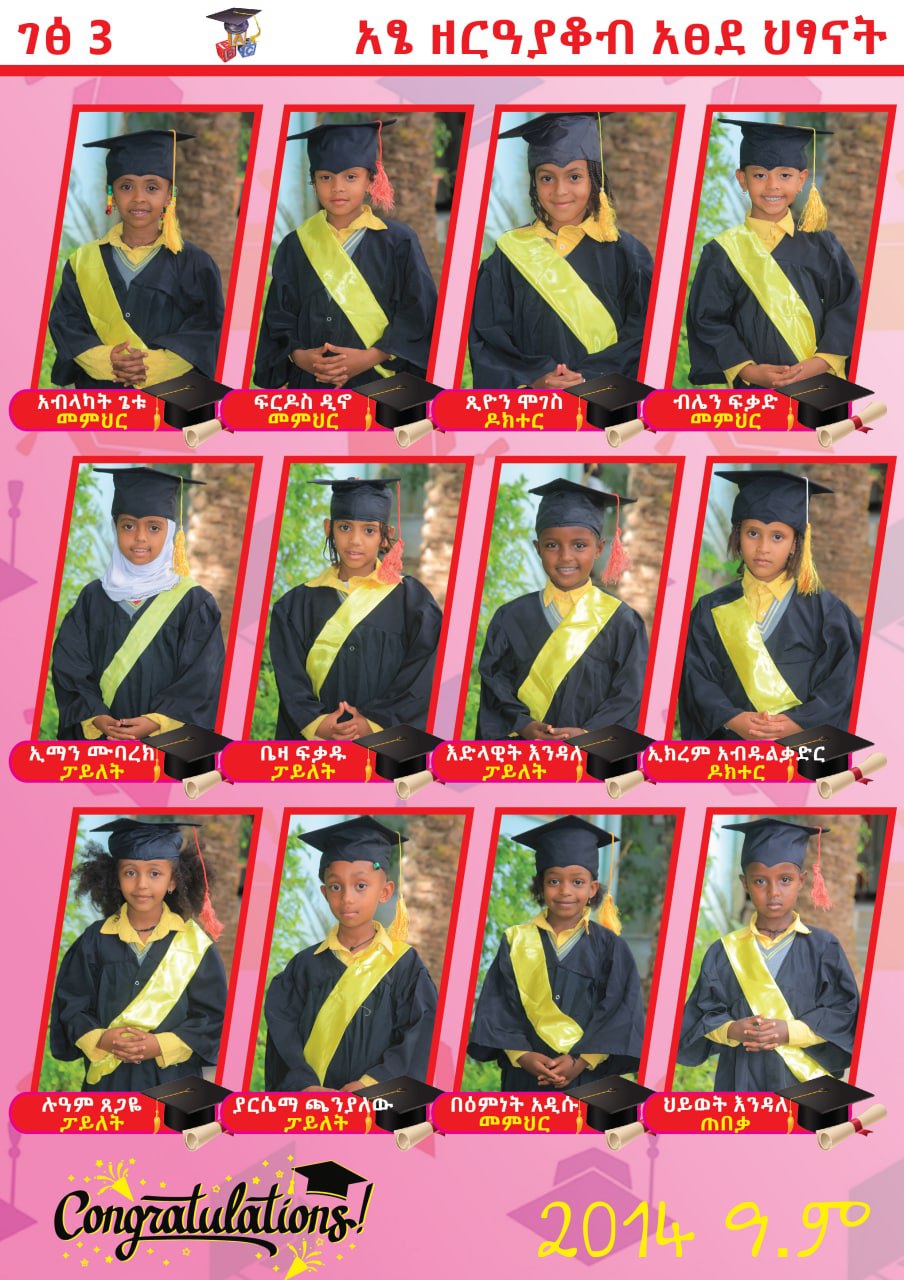 ገፅ 3
አፄ ዘርዓያቆብ አፀደ ህፃናት
አብላካት ጌቱ
መምህር
ፍርዶስ ዲኖ
መምህር
ጺዮን ሞገስ
ዶክተር
ብሌን ፍቃድ
መምህር
ኢማን ሙባረክ
ፓይለት
ቤዛ ፍቃዱ
ፓይለት
እድላዊት እንዳለ
ፓይለት
ኢክረም አብዱልቃድር
ዶክተር
ሉዓም ጸጋዬ
ፓይለት
ያርሴማ ጫንያለው
ፓይለት
በዕምነት አዲሱ
መምህር
ህይወት እንዳለ
ጠበቃ
Congratulations!
2014 ዓ.ም